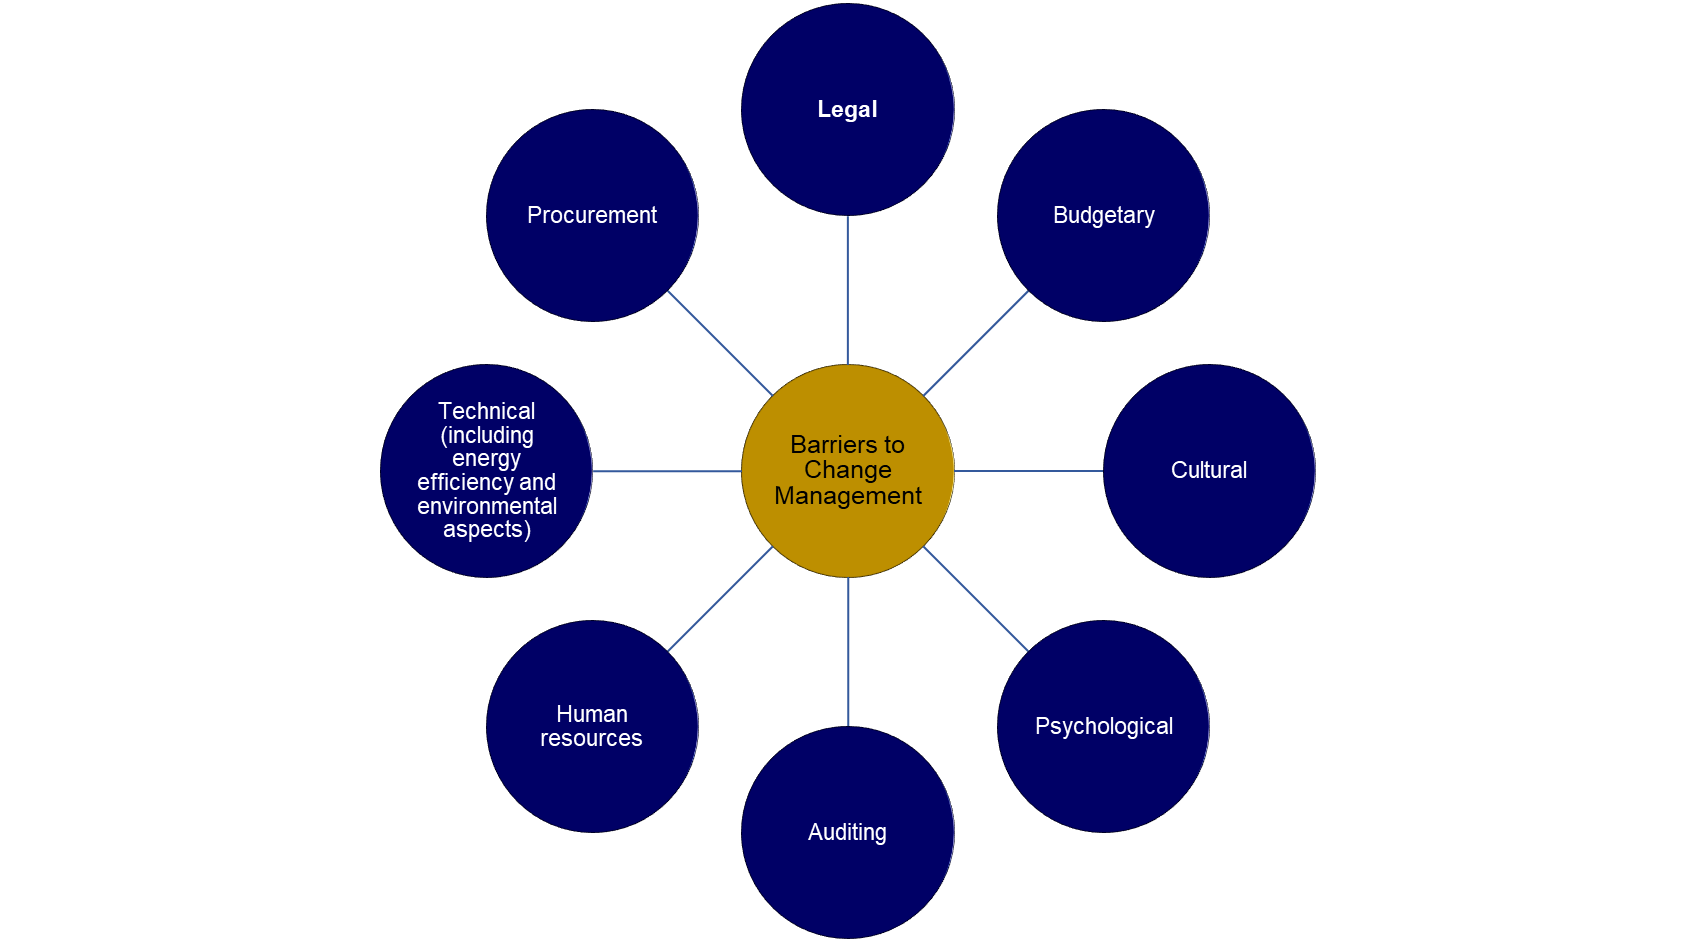 Legal
Procurement
Budgetary
Technical
(including
energy
efficiency and
environmental
aspects)
Barriers to
Change
Management
Cultural
Human
resources
Psychological
Auditing